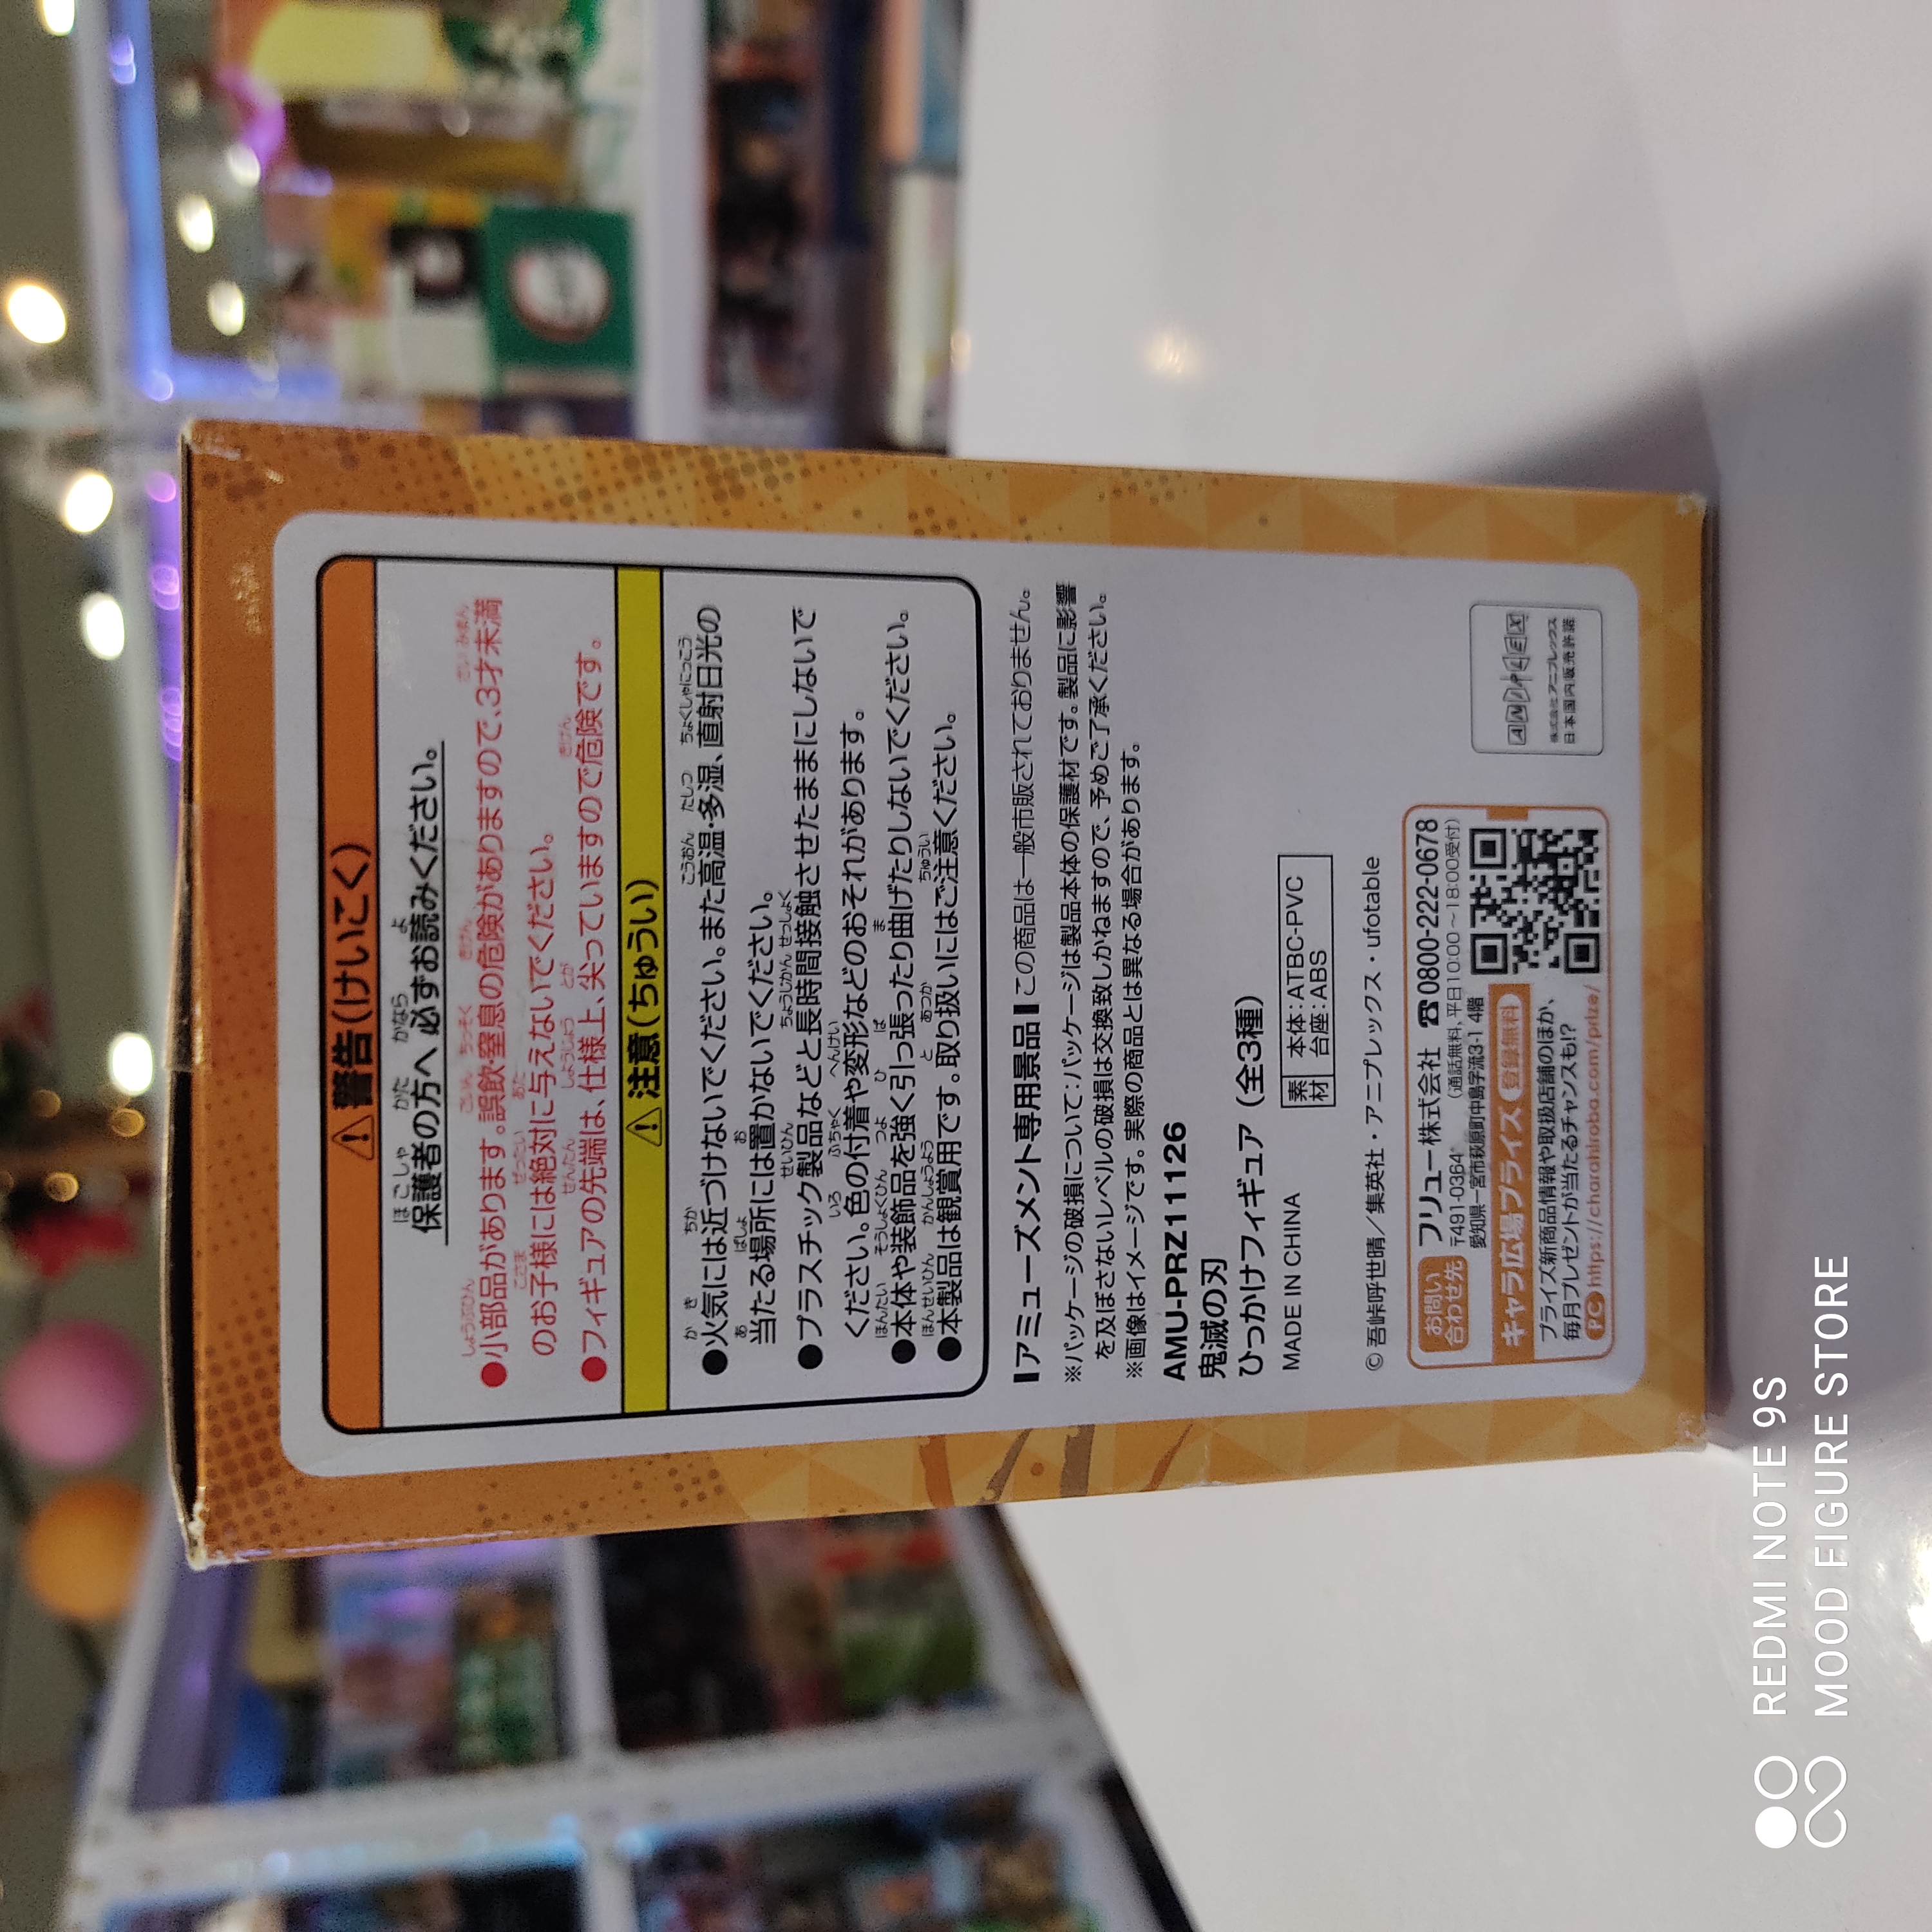 ⚠警告(けいこく)
保護者の方へ 必ずお読みください。
●小部品があります。誤飲・窒息の危険がありますので、3才未満
のお子様には絶対に与えないでください。
●フィギュアの先端は、仕様上、尖っていますので危険です。
⚠注意(ちゅうい)
●火気には近づけないでください。また高温・多湿、直射日光の
当たる場所には置かないでください。
●プラスチック製品などと長時間接触させたままにしないで
ください。色の付着や変形などのおそれがあります。
●本体や装飾品を強く引っ張ったり曲げたりしないでください。
●本製品は観賞用です。取り扱いにはご注意ください。
┃アミューズメント専用景品┃この商品は一般市販されておりません。
※パッケージの破損について:パッケージは製品本体の保護材です。製品に影響
を及ぼさないレベルの破損は交換致しかねますので、予めご了承ください。
※画像はイメージです。実際の商品とは異なる場合があります。
AMU-PRZ11126
鬼滅の刃
ひっかけフィギュア (全3種)
MADE IN CHINA
素材 本体:ATBC-PVC
台座:ABS
©吾峠呼世晴/集英社・アニプレックス・ufotable
お問い合わせ先
フリュー株式会社 ☎0800-222-0678
〒491-0364 (通話無料、平日10:00~18:00受付)
愛知県一宮市萩原町中島字流3-1 4階
キャラ広場プライズ 登録無料
プライズ新商品情報や取扱店舗のほか、
毎月プレゼントが当たるチャンスも!?
PC https://charahiroba.com/prize/
ANIPLEX
株式会社アニプレックス
日本国内販売許諾
REDMI NOTE 9S
MOOD FIGURE STORE